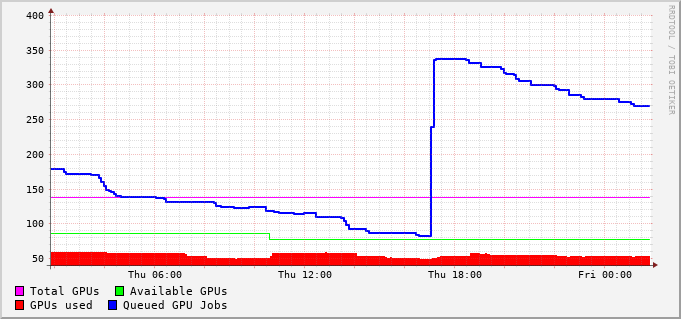 400
350
300
250
200
150
100
50
Thu 06:00 Thu 12:00 Thu 18:00 Fri 00:00
Total GPUs Available GPUs
GPUs used Queued GPU Jobs
RRDTOOL / TOBI OETIKER